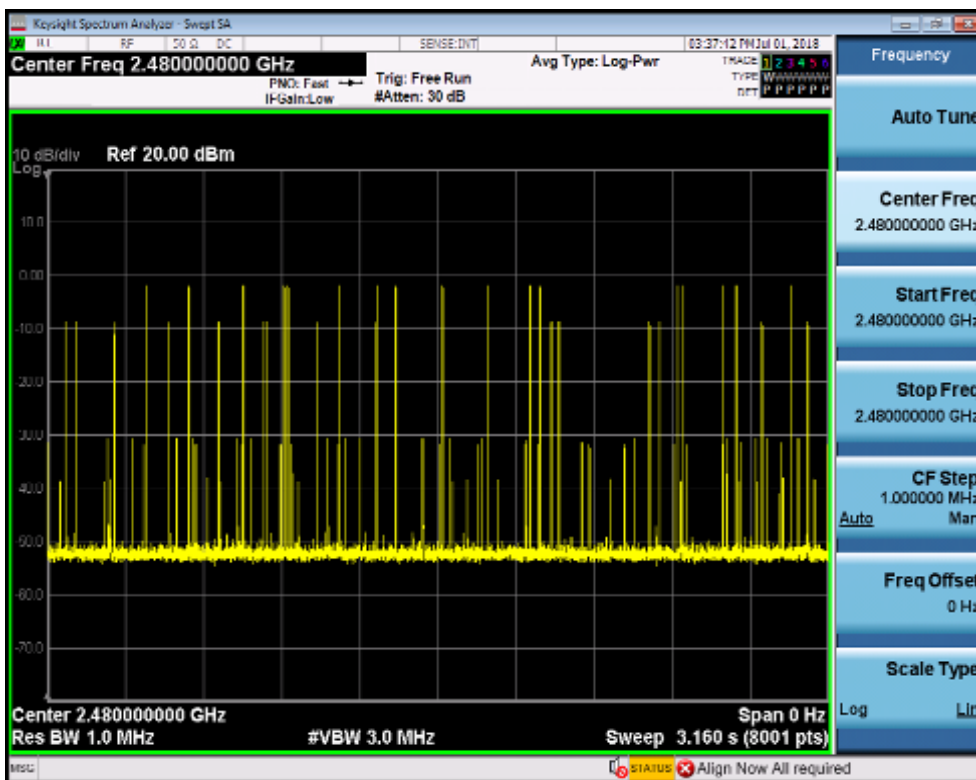 Keysight Spectrum Analyzer - Swept SA
RF 50 Ω DC SENSE:INT 03:37:12 PM Jul 01, 2018
Center Freq 2.480000000 GHz
PNO: Fast
IFGain:Low
Trig: Free Run
#Atten: 30 dB
Avg Type: Log-Pwr
TRACE 1 2 3 4 5 6
TYPE W W W W W W
DET P P P P P P
10 dB/div
Log
Ref 20.00 dBm
10.0
0.00
-10.0
-20.0
-30.0
-40.0
-50.0
-60.0
-70.0
Center 2.480000000 GHz
Span 0 Hz
Res BW 1.0 MHz
#VBW 3.0 MHz
Sweep 3.160 s (8001 pts)
MSG
STATUS
Align Now All required
Frequency
Auto Tune
Center Freq
2.480000000 GHz
Start Freq
2.480000000 GHz
Stop Freq
2.480000000 GHz
CF Step
1.000000 MHz
Auto Man
Freq Offset
0 Hz
Scale Type
Log Lin